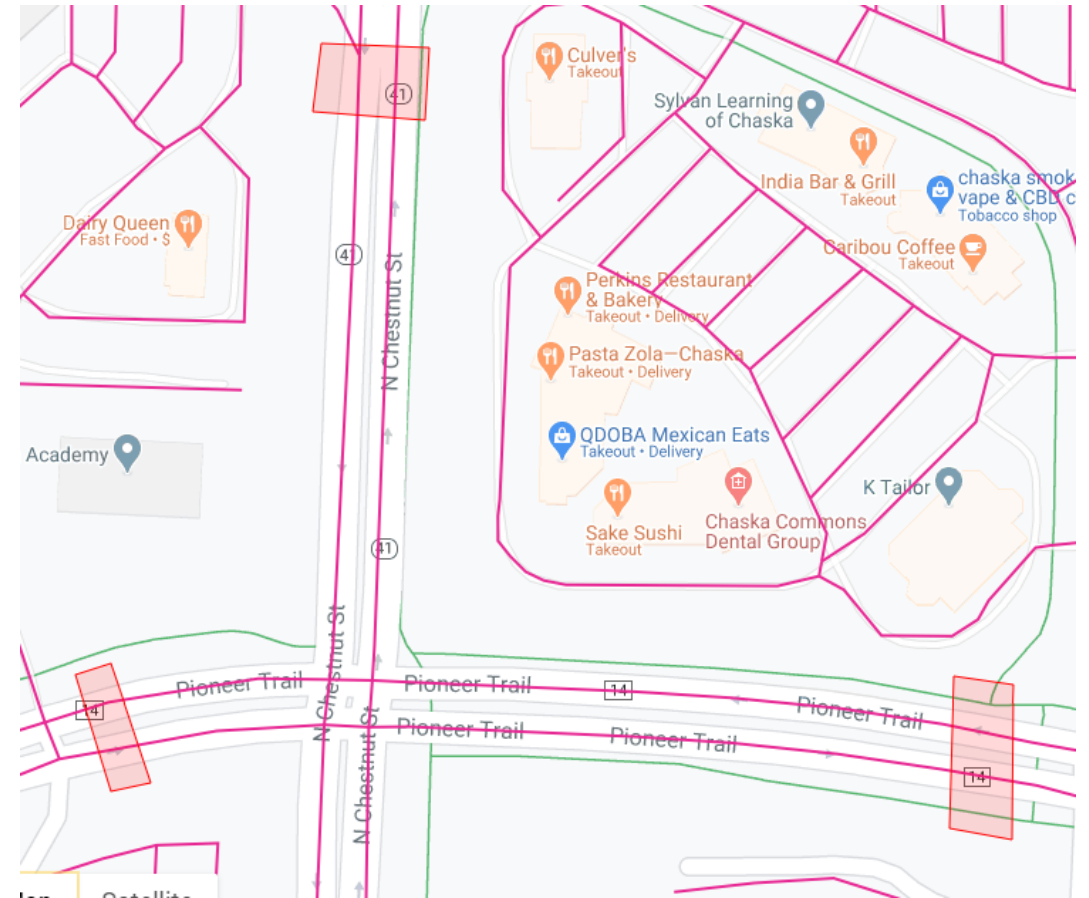 41
Culver's
Takeout
Sylvan Learning
of Chaska
India Bar & Grill
Takeout
chaska smok
vape & CBD c
Tobacco shop
Dairy Queen
Fast Food • $
Caribou Coffee
Takeout
41
N Chestnut St
Perkins Restaurant
& Bakery
Takeout • Delivery
Pasta Zola—Chaska
Takeout • Delivery
QDOBA Mexican Eats
Takeout • Delivery
Academy
K Tailor
Sake Sushi
Takeout
Chaska Commons
Dental Group
41
N Chestnut St
Pioneer Trail
Pioneer Trail
14
Pioneer Trail
14
N Chestnut St
Pioneer Trail
Pioneer Trail
14
Satellite